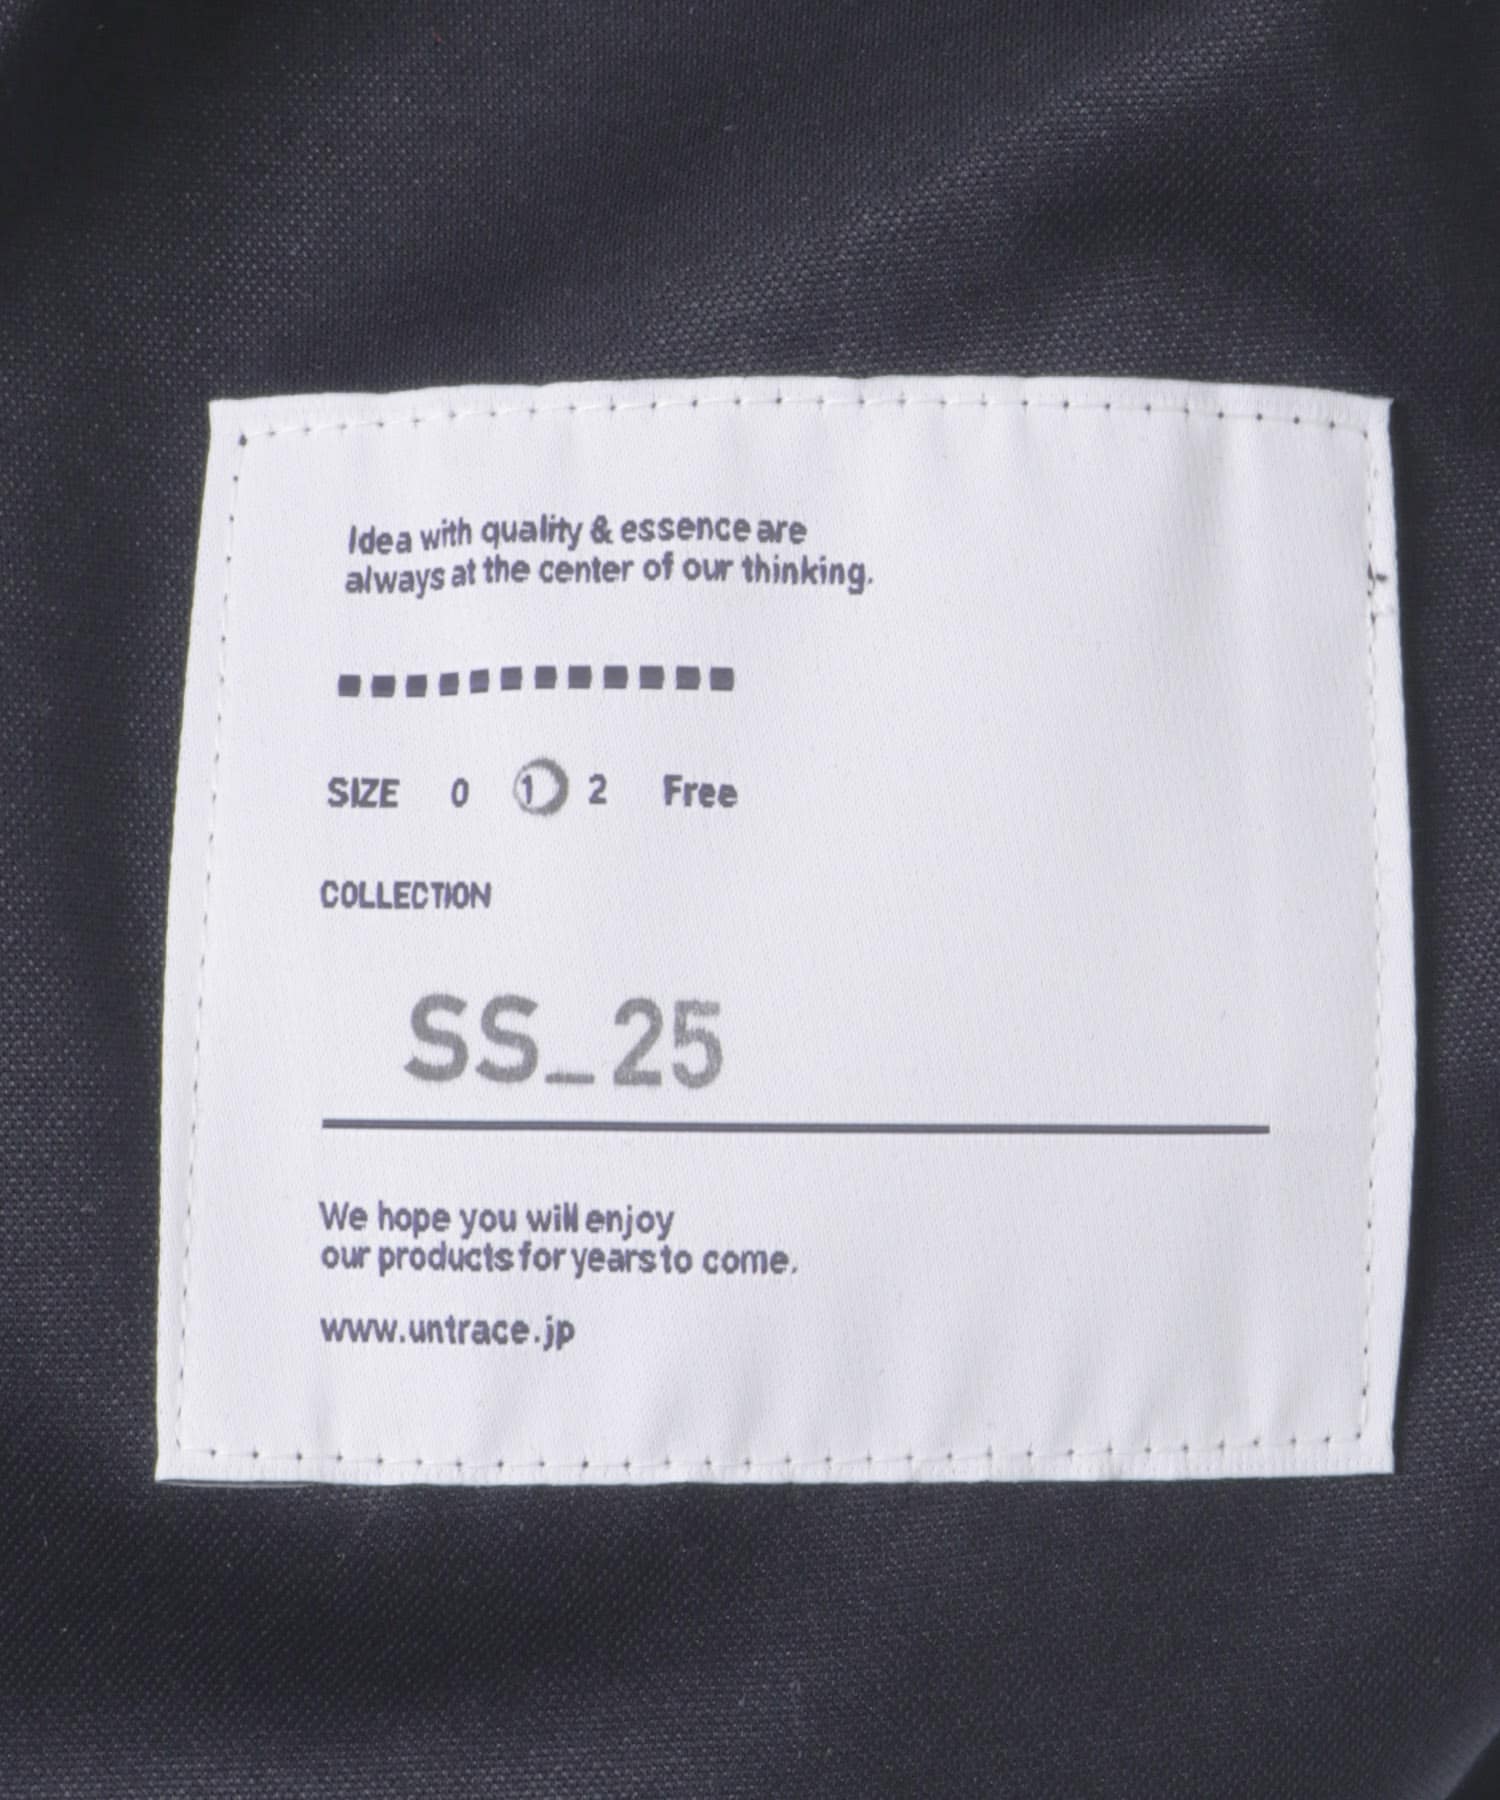 Idea with quality & essence are
always at the center of our thinking.
SIZE 0 1 2 Free
COLLECTION
SS_25
We hope you will enjoy
our products for years to come.
www.untrace.jp